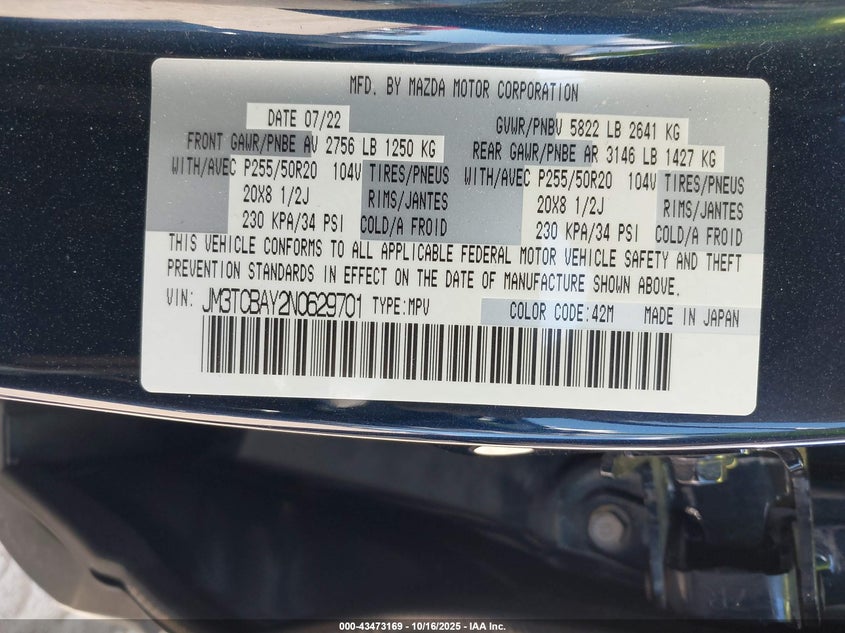 MFD. BY MAZDA MOTOR CORPORATION
DATE 07/22 GVWR/PNBV 5822 LB 2641 KG
FRONT GAWR/PNBE AV 2756 LB 1250 KG REAR GAWR/PNBE AR 3146 LB 1427 KG
WITH/AVEC P255/50R20 104V TIRES/PNEUS WITH/AVEC P255/50R20 104V TIRES/PNEUS
20X8 1/2J RIMS/JANTES 20X8 1/2J RIMS/JANTES
230 KPA/34 PSI COLD/A FROID 230 KPA/34 PSI COLD/A FROID
THIS VEHICLE CONFORMS TO ALL APPLICABLE FEDERAL MOTOR VEHICLE SAFETY AND THEFT
PREVENTION STANDARDS IN EFFECT ON THE DATE OF MANUFACTURE SHOWN ABOVE.
VIN: JM3TCBAY2N0629701 TYPE:MPV COLOR CODE:42M MADE IN JAPAN
000-43473169 - 10/16/2025 - IAA Inc.